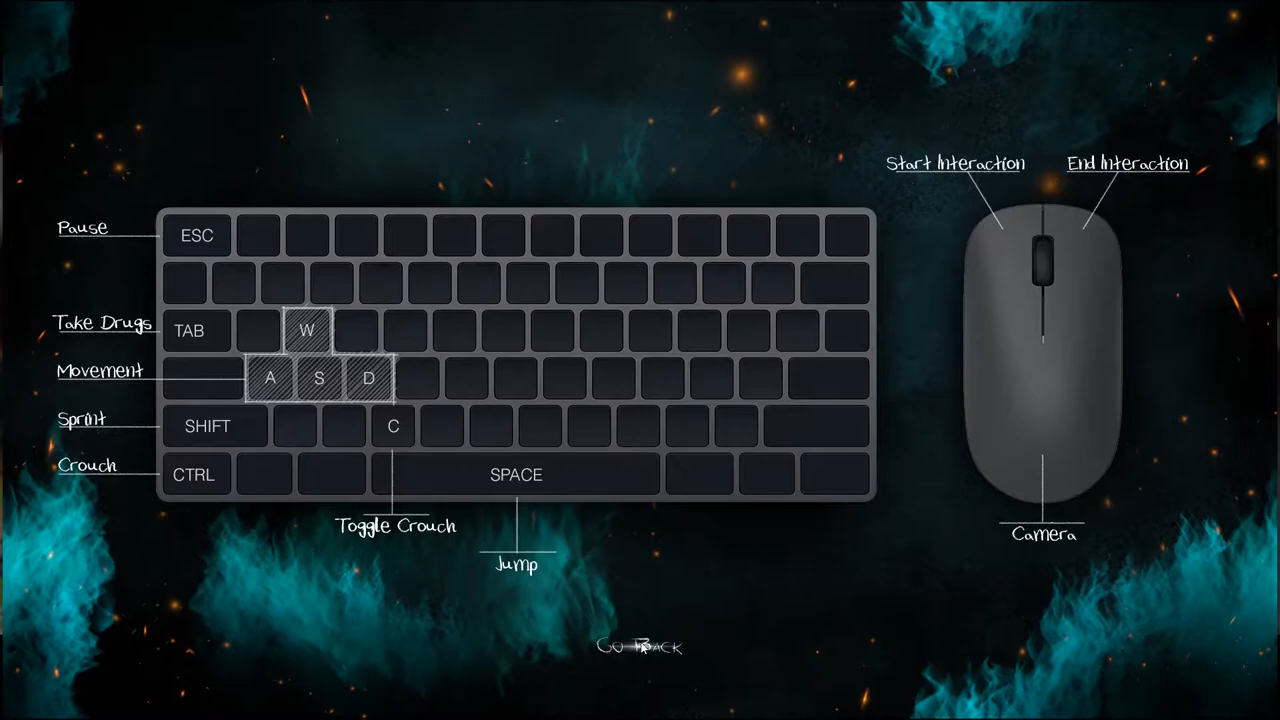 Start Interaction
End Interaction
Pause
ESC
Take Drugs
TAB
W
Movement
A
S
D
Sprint
SHIFT
C
Crouch
CTRL
SPACE
Toggle Crouch
Jump
Camera
Go Back